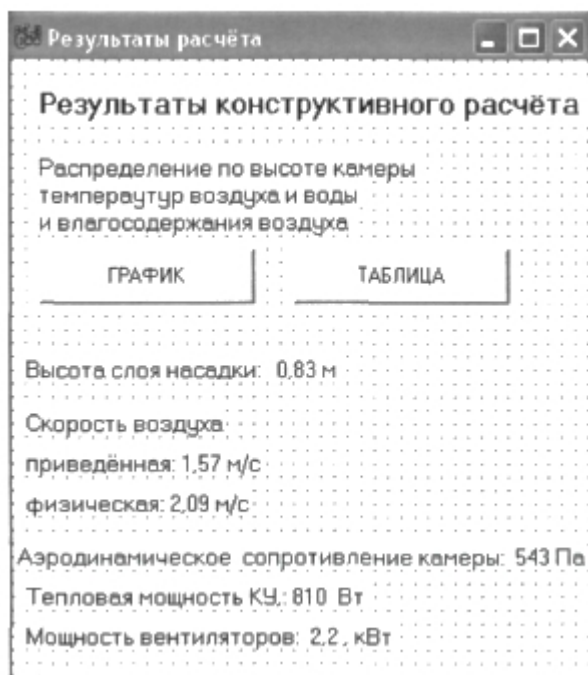 Результаты расчёта
Результаты конструктивного расчёта
Распределение по высоте камеры
темпераутур воздуха и воды
и влагосодержания воздуха
ГРАФИК ТАБЛИЦА
Высота слоя насадки: 0,83 м
Скорость воздуха
приведённая: 1,57 м/с
физическая: 2,09 м/с
Аэродинамическое сопротивление камеры: 543 Па
Тепловая мощность КУ,: 810 Вт
Мощность вентиляторов: 2,2 , кВт